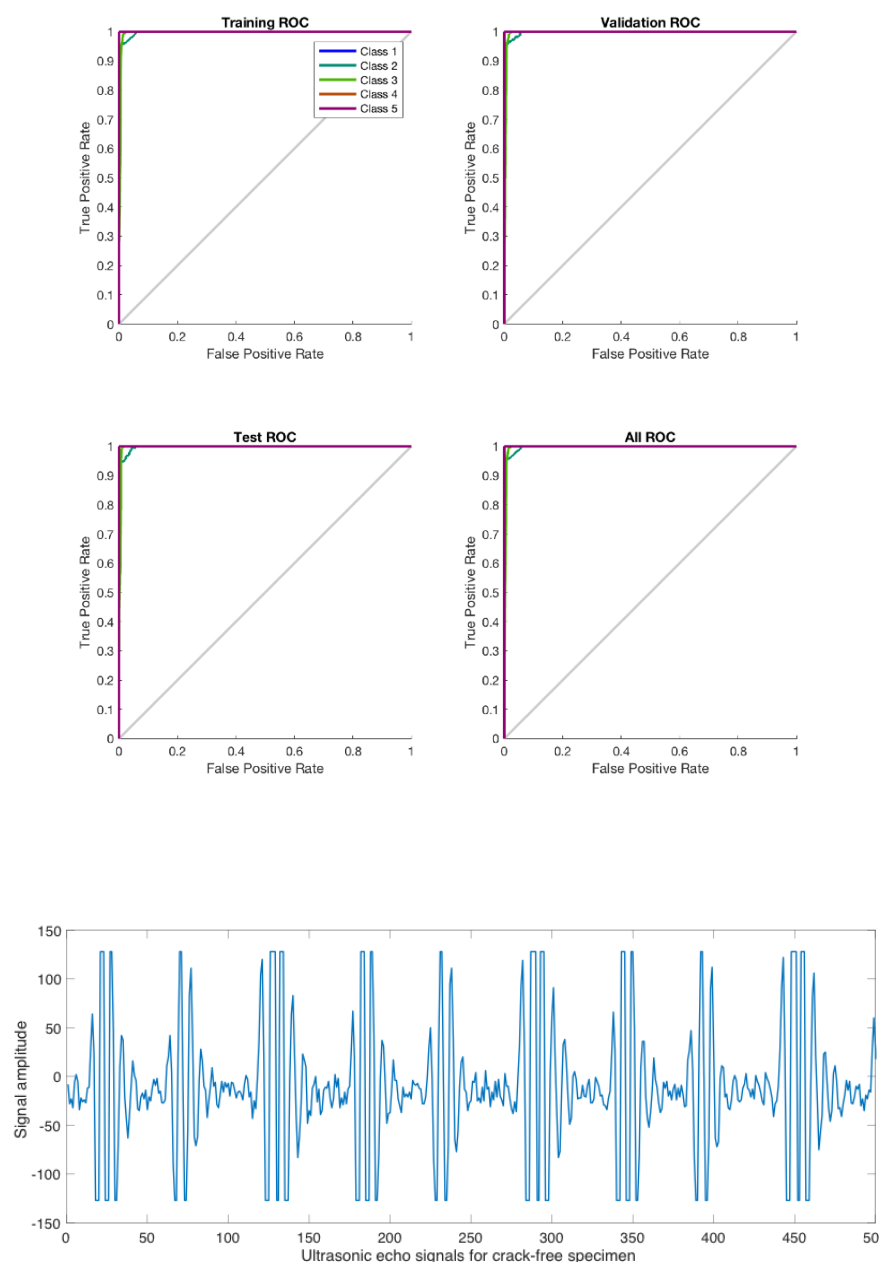 Training ROC
1
0.9
0.8
0.7
0.6
0.5
0.4
0.3
0.2
0.1
0
True Positive Rate
Class 1
Class 2
Class 3
Class 4
Class 5
0 0.2 0.4 0.6 0.8 1
False Positive Rate
Validation ROC
1
0.9
0.8
0.7
0.6
0.5
0.4
0.3
0.2
0.1
0
True Positive Rate
0 0.2 0.4 0.6 0.8 1
False Positive Rate
Test ROC
1
0.9
0.8
0.7
0.6
0.5
0.4
0.3
0.2
0.1
0
True Positive Rate
0 0.2 0.4 0.6 0.8 1
False Positive Rate
All ROC
1
0.9
0.8
0.7
0.6
0.5
0.4
0.3
0.2
0.1
0
True Positive Rate
0 0.2 0.4 0.6 0.8 1
False Positive Rate
150
100
50
0
-50
-100
-150
Signal amplitude
0 50 100 150 200 250 300 350 400 450 50
Ultrasonic echo signals for crack-free specimen